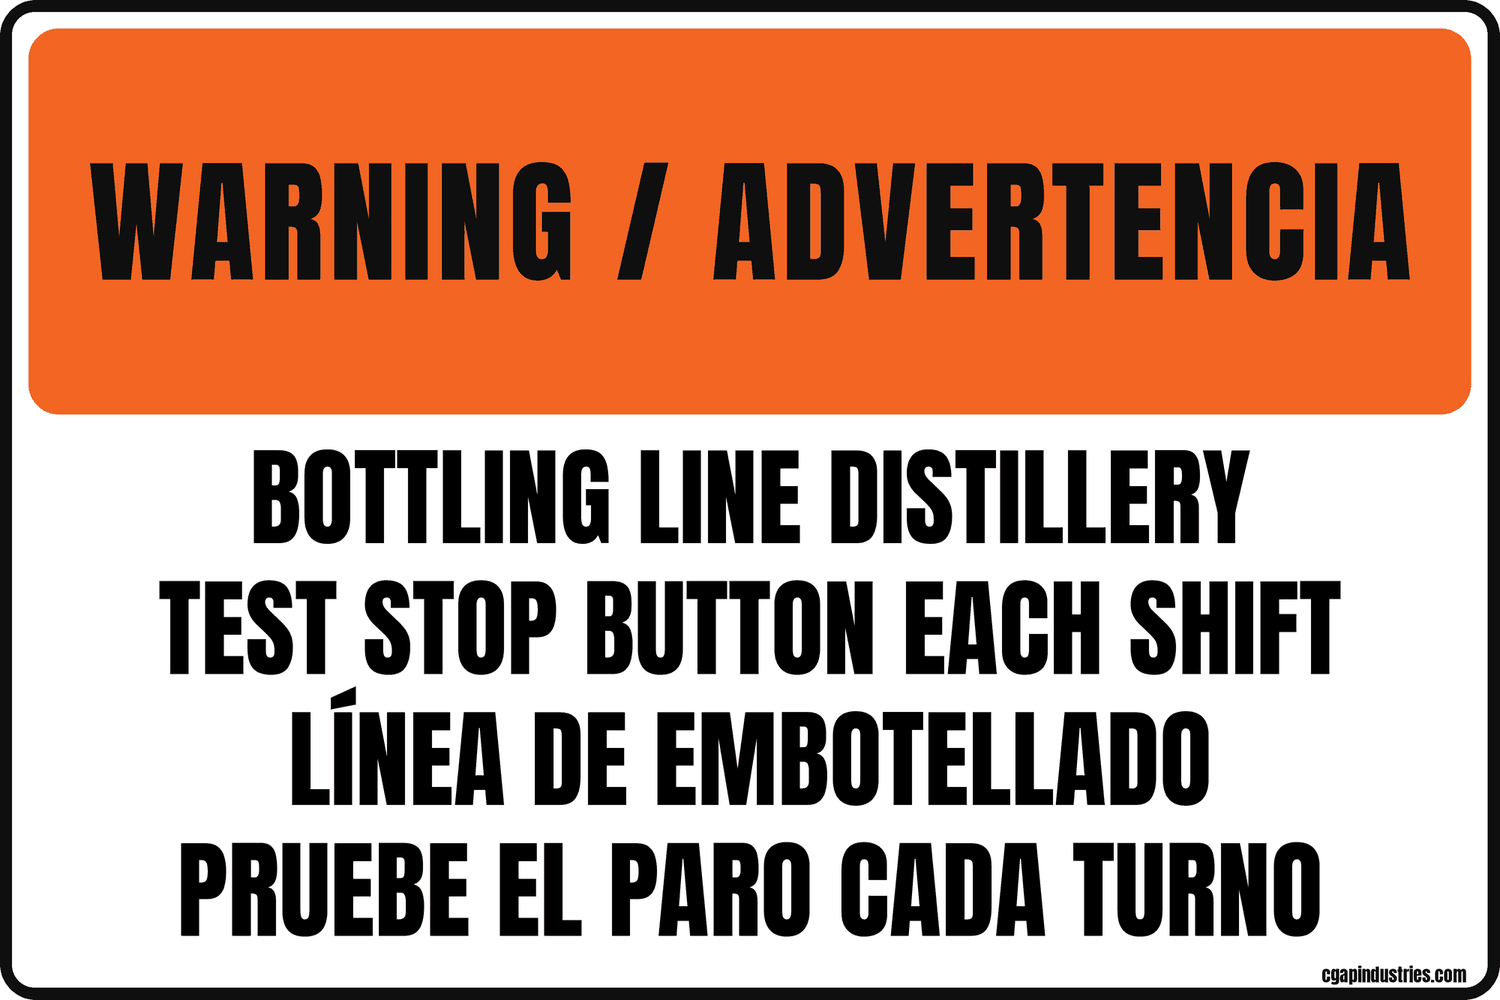 WARNING / ADVERTENCIA
BOTTLING LINE DISTILLERY
TEST STOP BUTTON EACH SHIFT
LÍNEA DE EMBOTELLADO
PRUEBE EL PARO CADA TURNO
cgapindustries.com